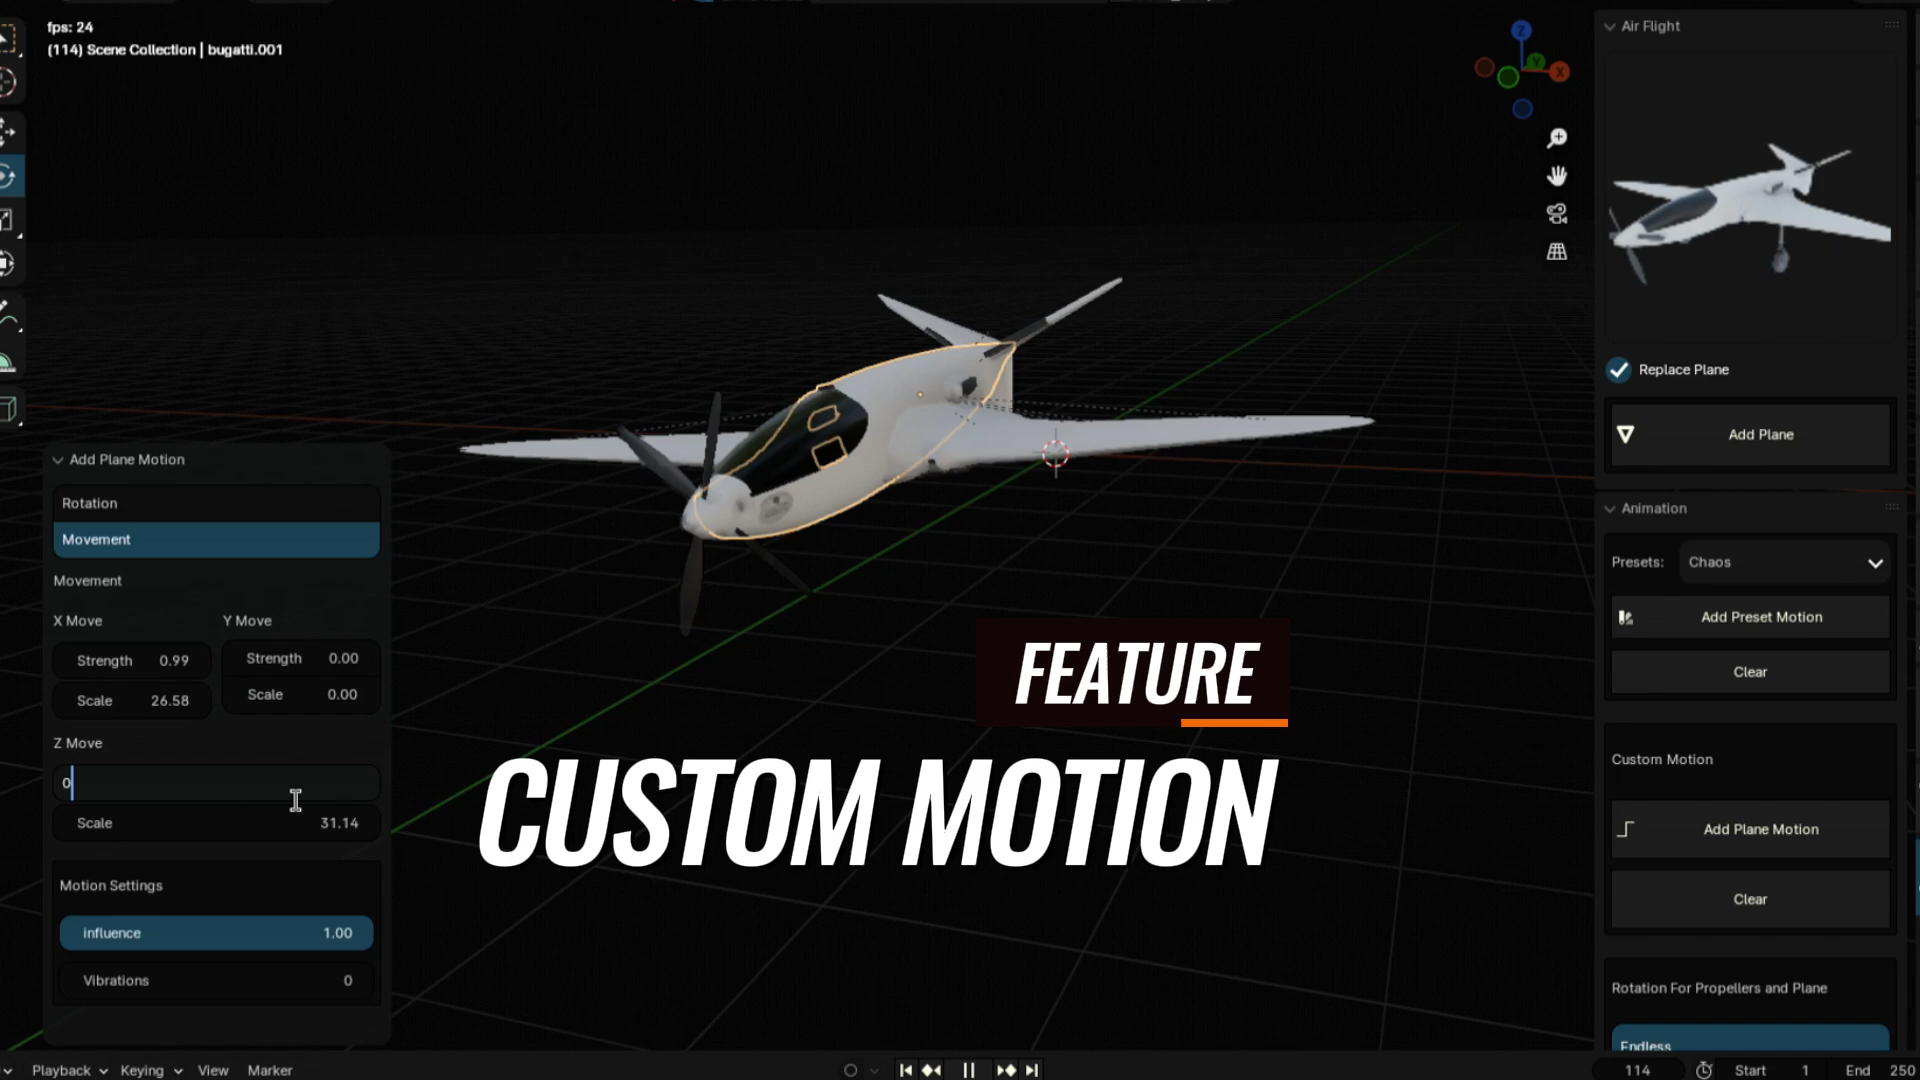 fps: 24
(114) Scene Collection | bugatti.001
Z
Y
X
Air Flight
Replace Plane
Add Plane
Add Plane Motion
Rotation
Movement
Movement
X Move
Y Move
Strength 0.99
Strength 0.00
Scale 26.58
Scale 0.00
Z Move
0
Scale 31.14
Motion Settings
influence 1.00
Vibrations 0
FEATURE
CUSTOM MOTION
Animation
Presets: Chaos
Add Preset Motion
Clear
Custom Motion
Add Plane Motion
Clear
Rotation For Propellers and Plane
Endless
Playback Keying View Marker
114 Start 1 End 250